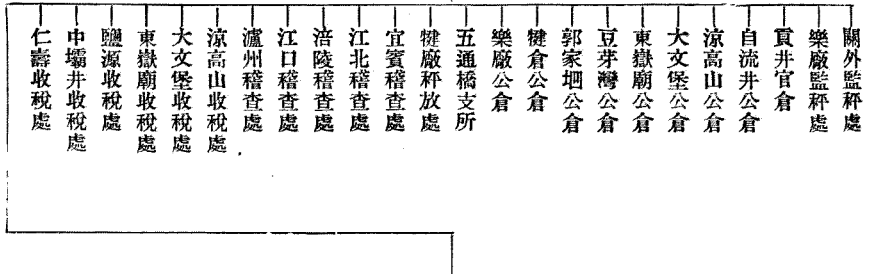 關外監秤處
樂廠監秤處
貢井官倉
自流井公倉
涼高山公倉
大文堡公倉
東嶽廟公倉
豆芽灣公倉
郭家坳公倉
犍倉公倉
樂廠公倉
五通橋支所
犍廠秤放處
宜賓稽查處
江北稽查處
涪陵稽查處
江口稽查處
瀘州稽查處
涼高山收稅處
大文堡收稅處
東嶽廟收稅處
鹽源收稅處
中壩井收稅處
仁壽收稅處